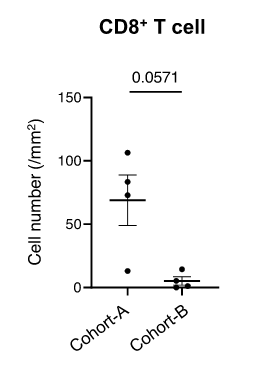 CD8⁺ T cell
0.0571
150
100
50
0
Cell number (/mm²)
Cohort-A
Cohort-B